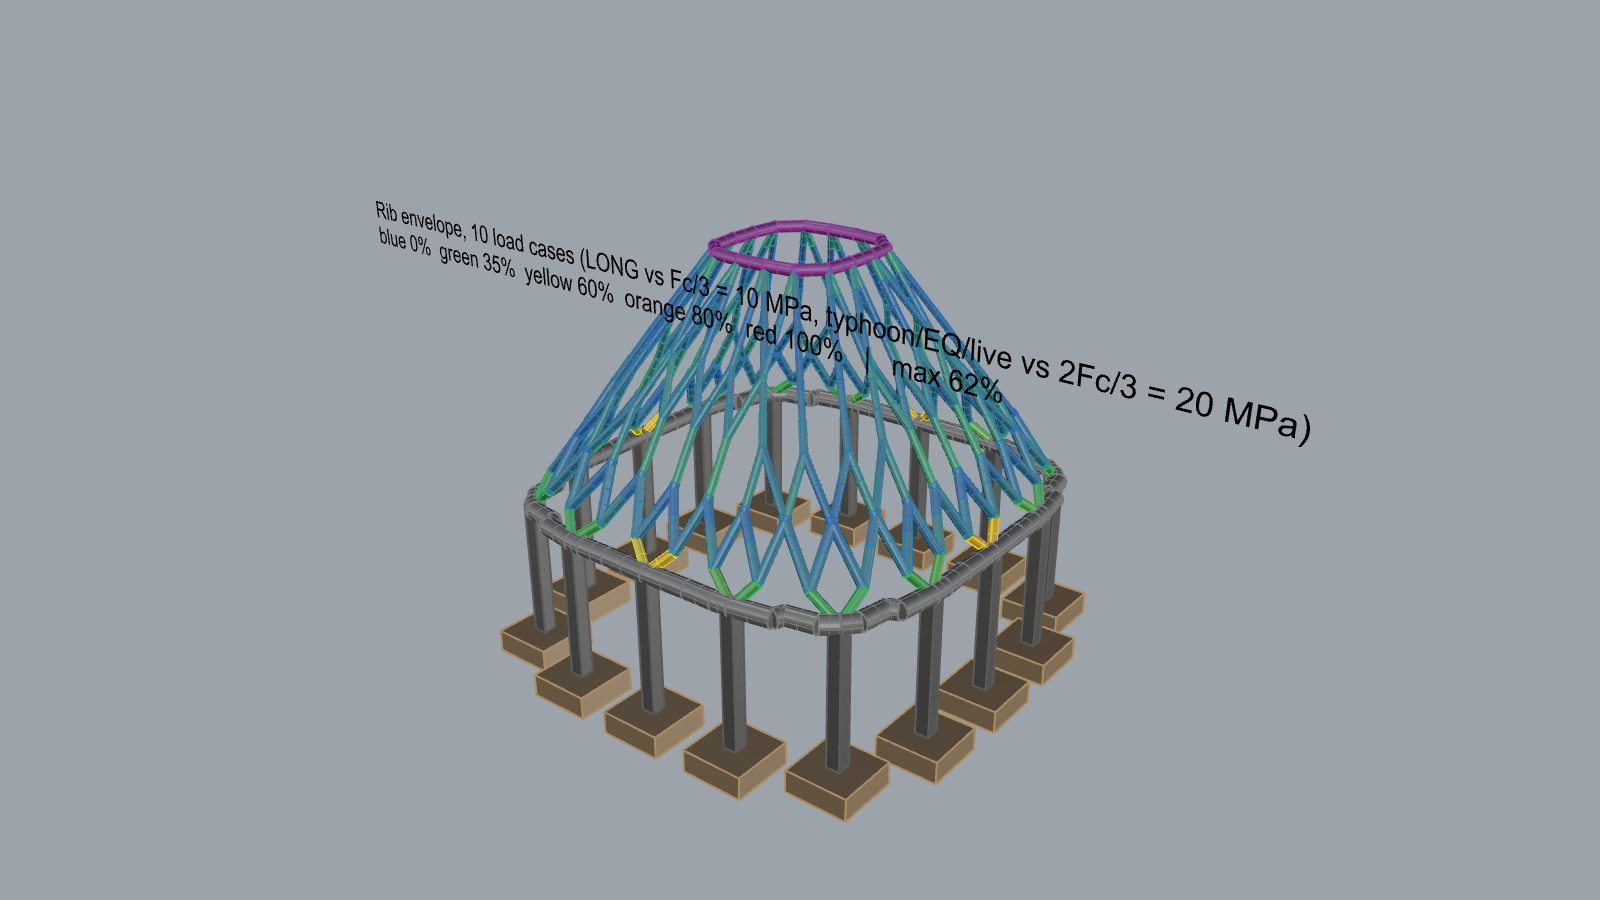 Rib envelope, 10 load cases (LONG vs Fc/3 = 10 MPa, typhoon/EQ/live vs 2Fc/3 = 20 MPa)
blue 0%  green 35%  yellow 60%  orange 80%  red 100%   |   max 62%